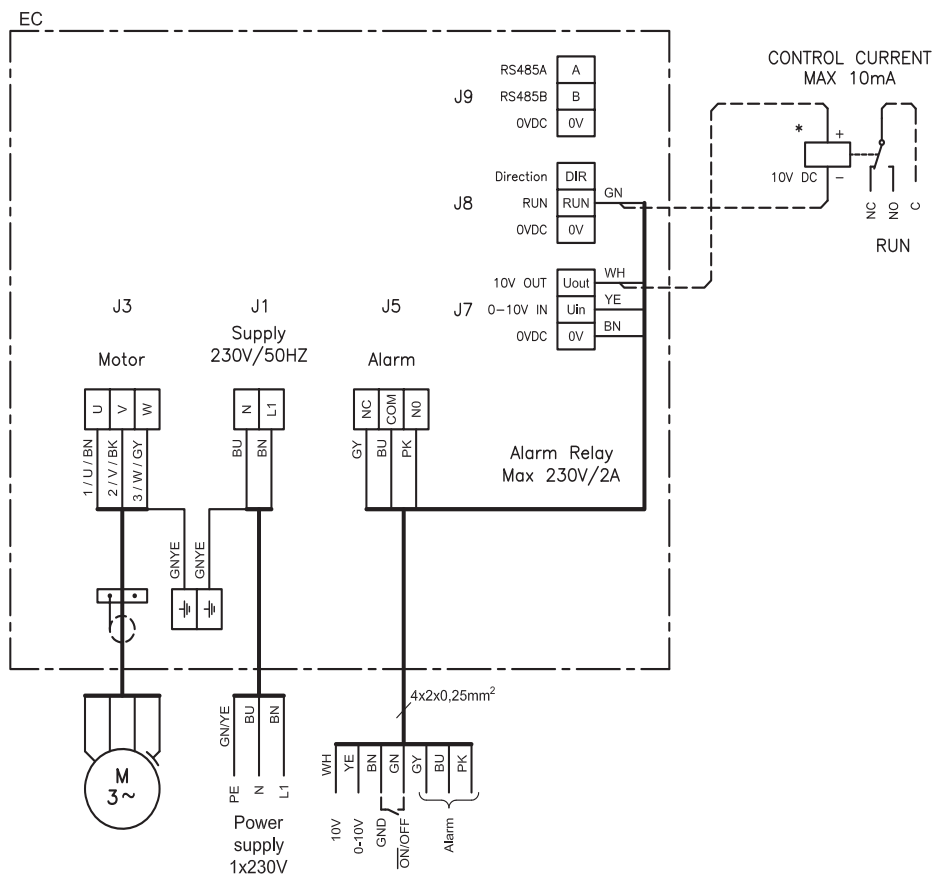 EC
CONTROL CURRENT
MAX 10mA
J9
RS485A A
RS485B B
0VDC 0V
*
+
10V DC
−
NC
NO
C
RUN
J8
Direction DIR
RUN RUN GN
0VDC 0V
J7
10V OUT Uout WH
0-10V IN Uin YE
0VDC 0V BN
J3
Motor
U
V
W
1 / U / BN
2 / V / BK
3 / W / GY
J1
Supply
230V/50HZ
N
L1
BU
BN
J5
Alarm
NC
COM
N0
GY
BU
PK
Alarm Relay
Max 230V/2A
GNYE
GNYE
M
3~
GN/YE
BU
BN
PE
N
L1
Power
supply
1x230V
4x2x0,25mm²
WH
YE
BN
GN
GY
BU
PK
10V
0-10V
GND
ON/OFF
Alarm